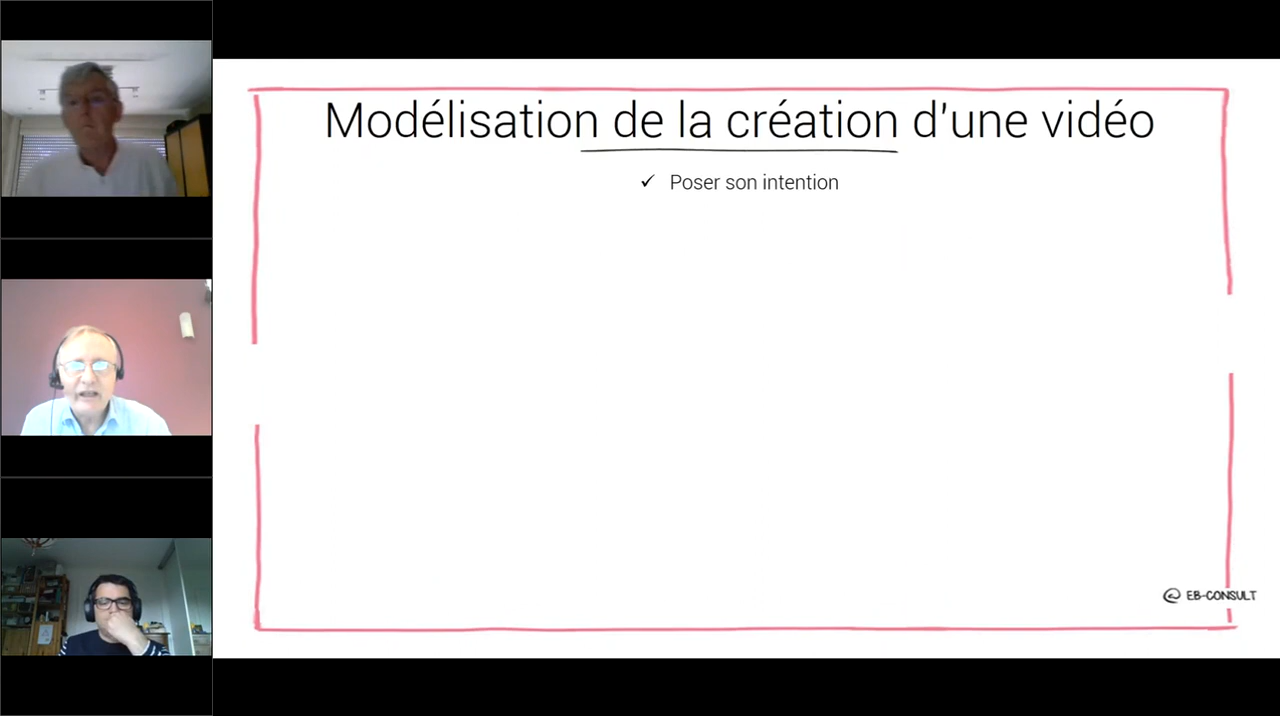 Modélisation de la création d'une vidéo
✓ Poser son intention
@ EB-CONSULT